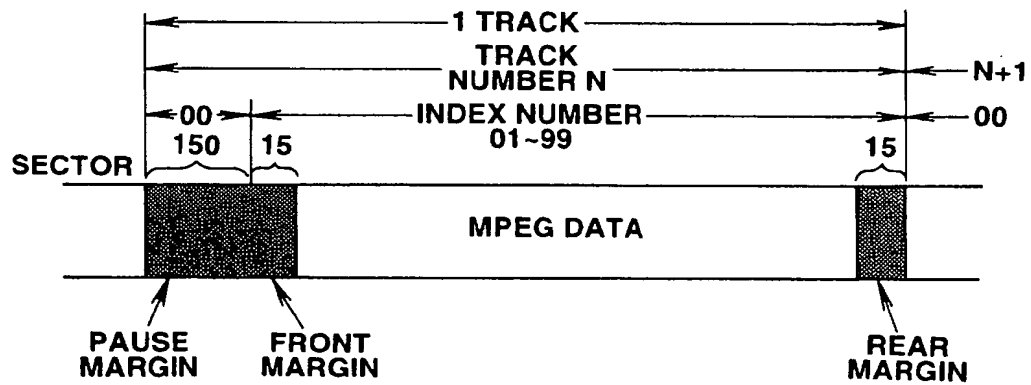 1 TRACK
TRACK
NUMBER N
N+1
00
INDEX NUMBER
01~99
00
150
15
15
SECTOR
MPEG DATA
PAUSE
MARGIN
FRONT
MARGIN
REAR
MARGIN